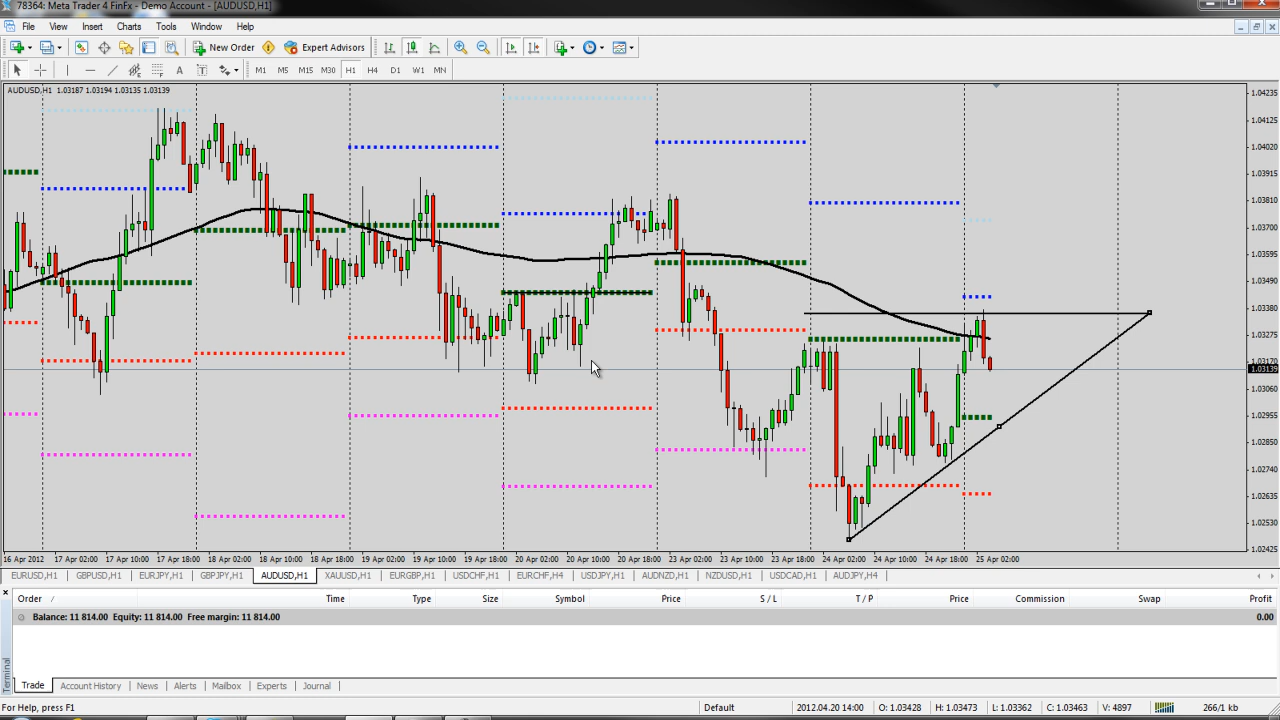 78364: Meta Trader 4 FinFx - Demo Account - [AUDUSD,H1]
File View Insert Charts Tools Window Help
New Order Expert Advisors
A T M1 M5 M15 M30 H1 H4 D1 W1 MN
AUDUSD,H1 1.03187 1.03194 1.03135 1.03139
1.04235
1.04125
1.04020
1.03915
1.03810
1.03700
1.03595
1.03490
1.03380
1.03275
1.03170
1.03139
1.03060
1.02955
1.02850
1.02740
1.02635
1.02530
1.02425
16 Apr 2012 17 Apr 02:00 17 Apr 10:00 17 Apr 18:00 18 Apr 02:00 18 Apr 10:00 18 Apr 18:00 19 Apr 02:00 19 Apr 10:00 19 Apr 18:00 20 Apr 02:00 20 Apr 10:00 20 Apr 18:00 23 Apr 02:00 23 Apr 10:00 23 Apr 18:00 24 Apr 02:00 24 Apr 10:00 24 Apr 18:00 25 Apr 02:00
EURUSD,H1 GBPUSD,H1 EURJPY,H1 GBPJPY,H1 AUDUSD,H1 XAUUSD,H1 EURGBP,H1 USDCHF,H1 EURCHF,H4 USDJPY,H1 AUDNZD,H1 NZDUSD,H1 USDCAD,H1 AUDJPY,H4
Order / Time Type Size Symbol Price S / L T / P Price Commission Swap Profit
Balance: 11 814.00 Equity: 11 814.00 Free margin: 11 814.00 0.00
Terminal
Trade Account History News Alerts Mailbox Experts Journal
For Help, press F1 Default 2012.04.20 14:00 O: 1.03428 H: 1.03473 L: 1.03362 C: 1.03463 V: 4897 266/1 kb